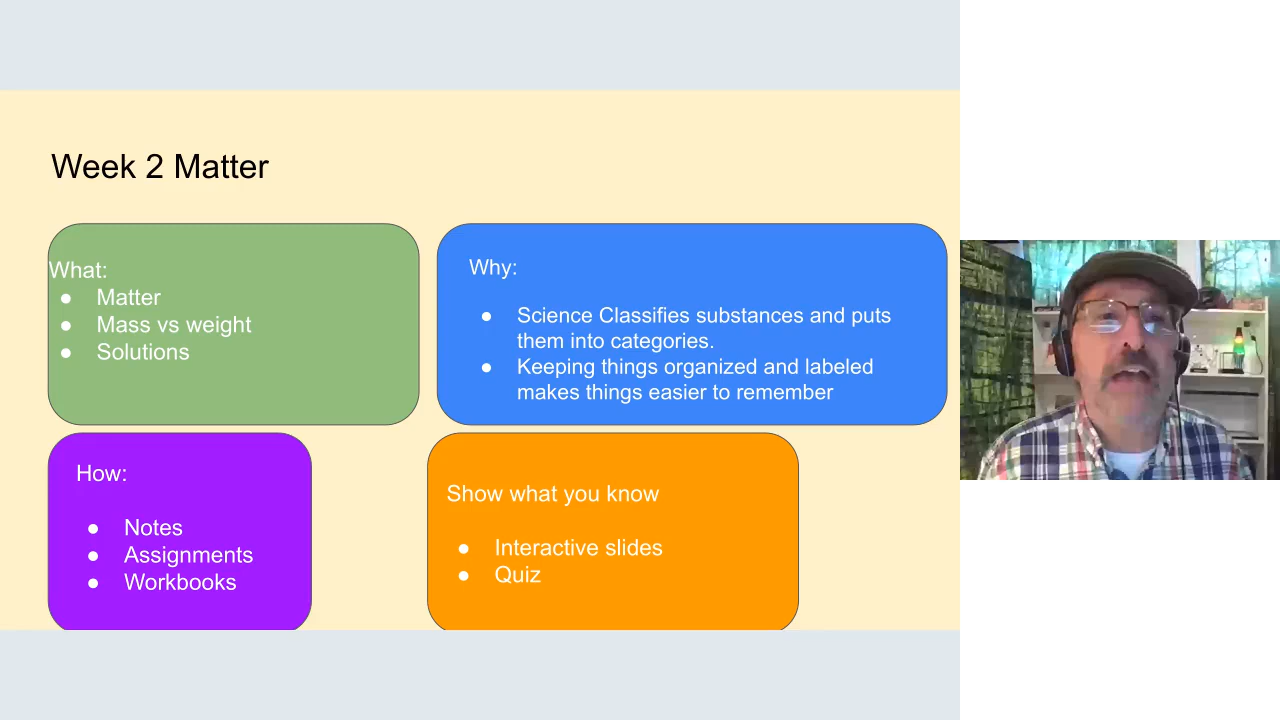 Week 2 Matter
What:
● Matter
● Mass vs weight
● Solutions
Why:
● Science Classifies substances and puts
them into categories.
● Keeping things organized and labeled
makes things easier to remember
How:
● Notes
● Assignments
● Workbooks
Show what you know
● Interactive slides
● Quiz